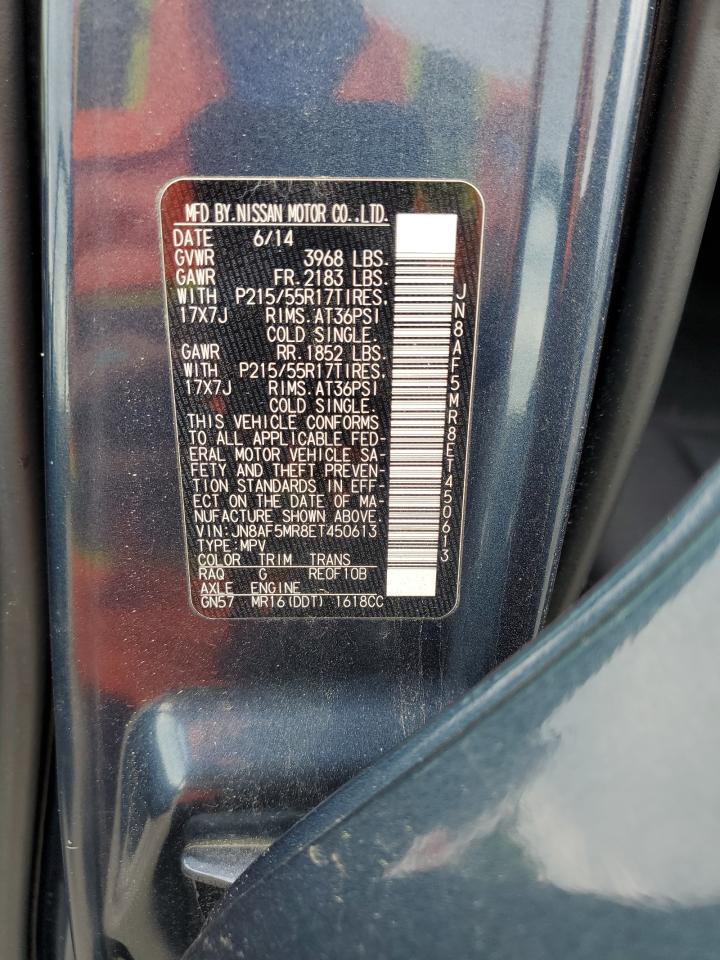 MFD BY.NISSAN MOTOR CO.,LTD.
DATE 6/14
GVWR 3968 LBS.
GAWR FR.2183 LBS.
WITH P215/55R17TIRES,
17X7J RIMS.AT36PSI
COLD SINGLE.
GAWR RR.1852 LBS.
WITH P215/55R17TIRES,
17X7J RIMS.AT36PSI
COLD SINGLE.
THIS VEHICLE CONFORMS
TO ALL APPLICABLE FED-
ERAL MOTOR VEHICLE SA-
FETY AND THEFT PREVEN-
TION STANDARDS IN EFF-
ECT ON THE DATE OF MA-
NUFACTURE SHOWN ABOVE.
VIN:JN8AF5MR8ET450613
TYPE:MPV
COLOR TRIM TRANS
RAQ G RE0F10B
AXLE ENGINE
GN57 MR16(DDT) 1618CC
JN8AF5MR8ET450613